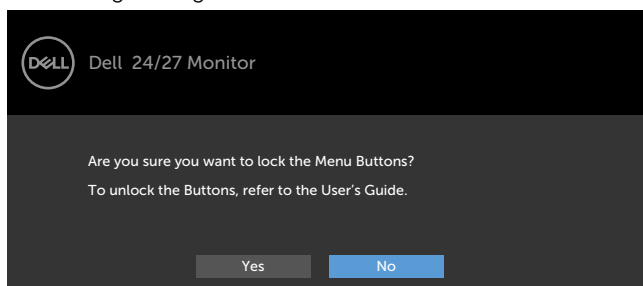 DELL
Dell 24/27 Monitor
Are you sure you want to lock the Menu Buttons?
To unlock the Buttons, refer to the User's Guide.
Yes
No